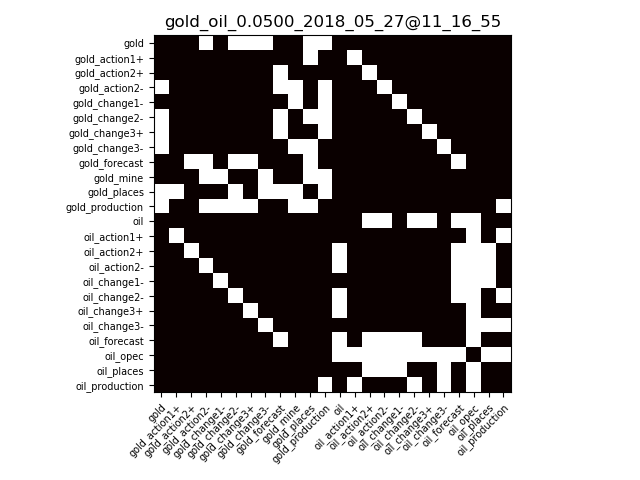 gold_oil_0.0500_2018_05_27@11_16_55
gold
gold_action1+
gold_action2+
gold_action2-
gold_change1-
gold_change2-
gold_change3+
gold_change3-
gold_forecast
gold_mine
gold_places
gold_production
oil
oil_action1+
oil_action2+
oil_action2-
oil_change1-
oil_change2-
oil_change3+
oil_change3-
oil_forecast
oil_opec
oil_places
oil_production
gold
gold_action1+
gold_action2+
gold_action2-
gold_change1-
gold_change2-
gold_change3+
gold_change3-
gold_forecast
gold_mine
gold_places
gold_production
oil
oil_action1+
oil_action2+
oil_action2-
oil_change1-
oil_change2-
oil_change3+
oil_change3-
oil_forecast
oil_opec
oil_places
oil_production